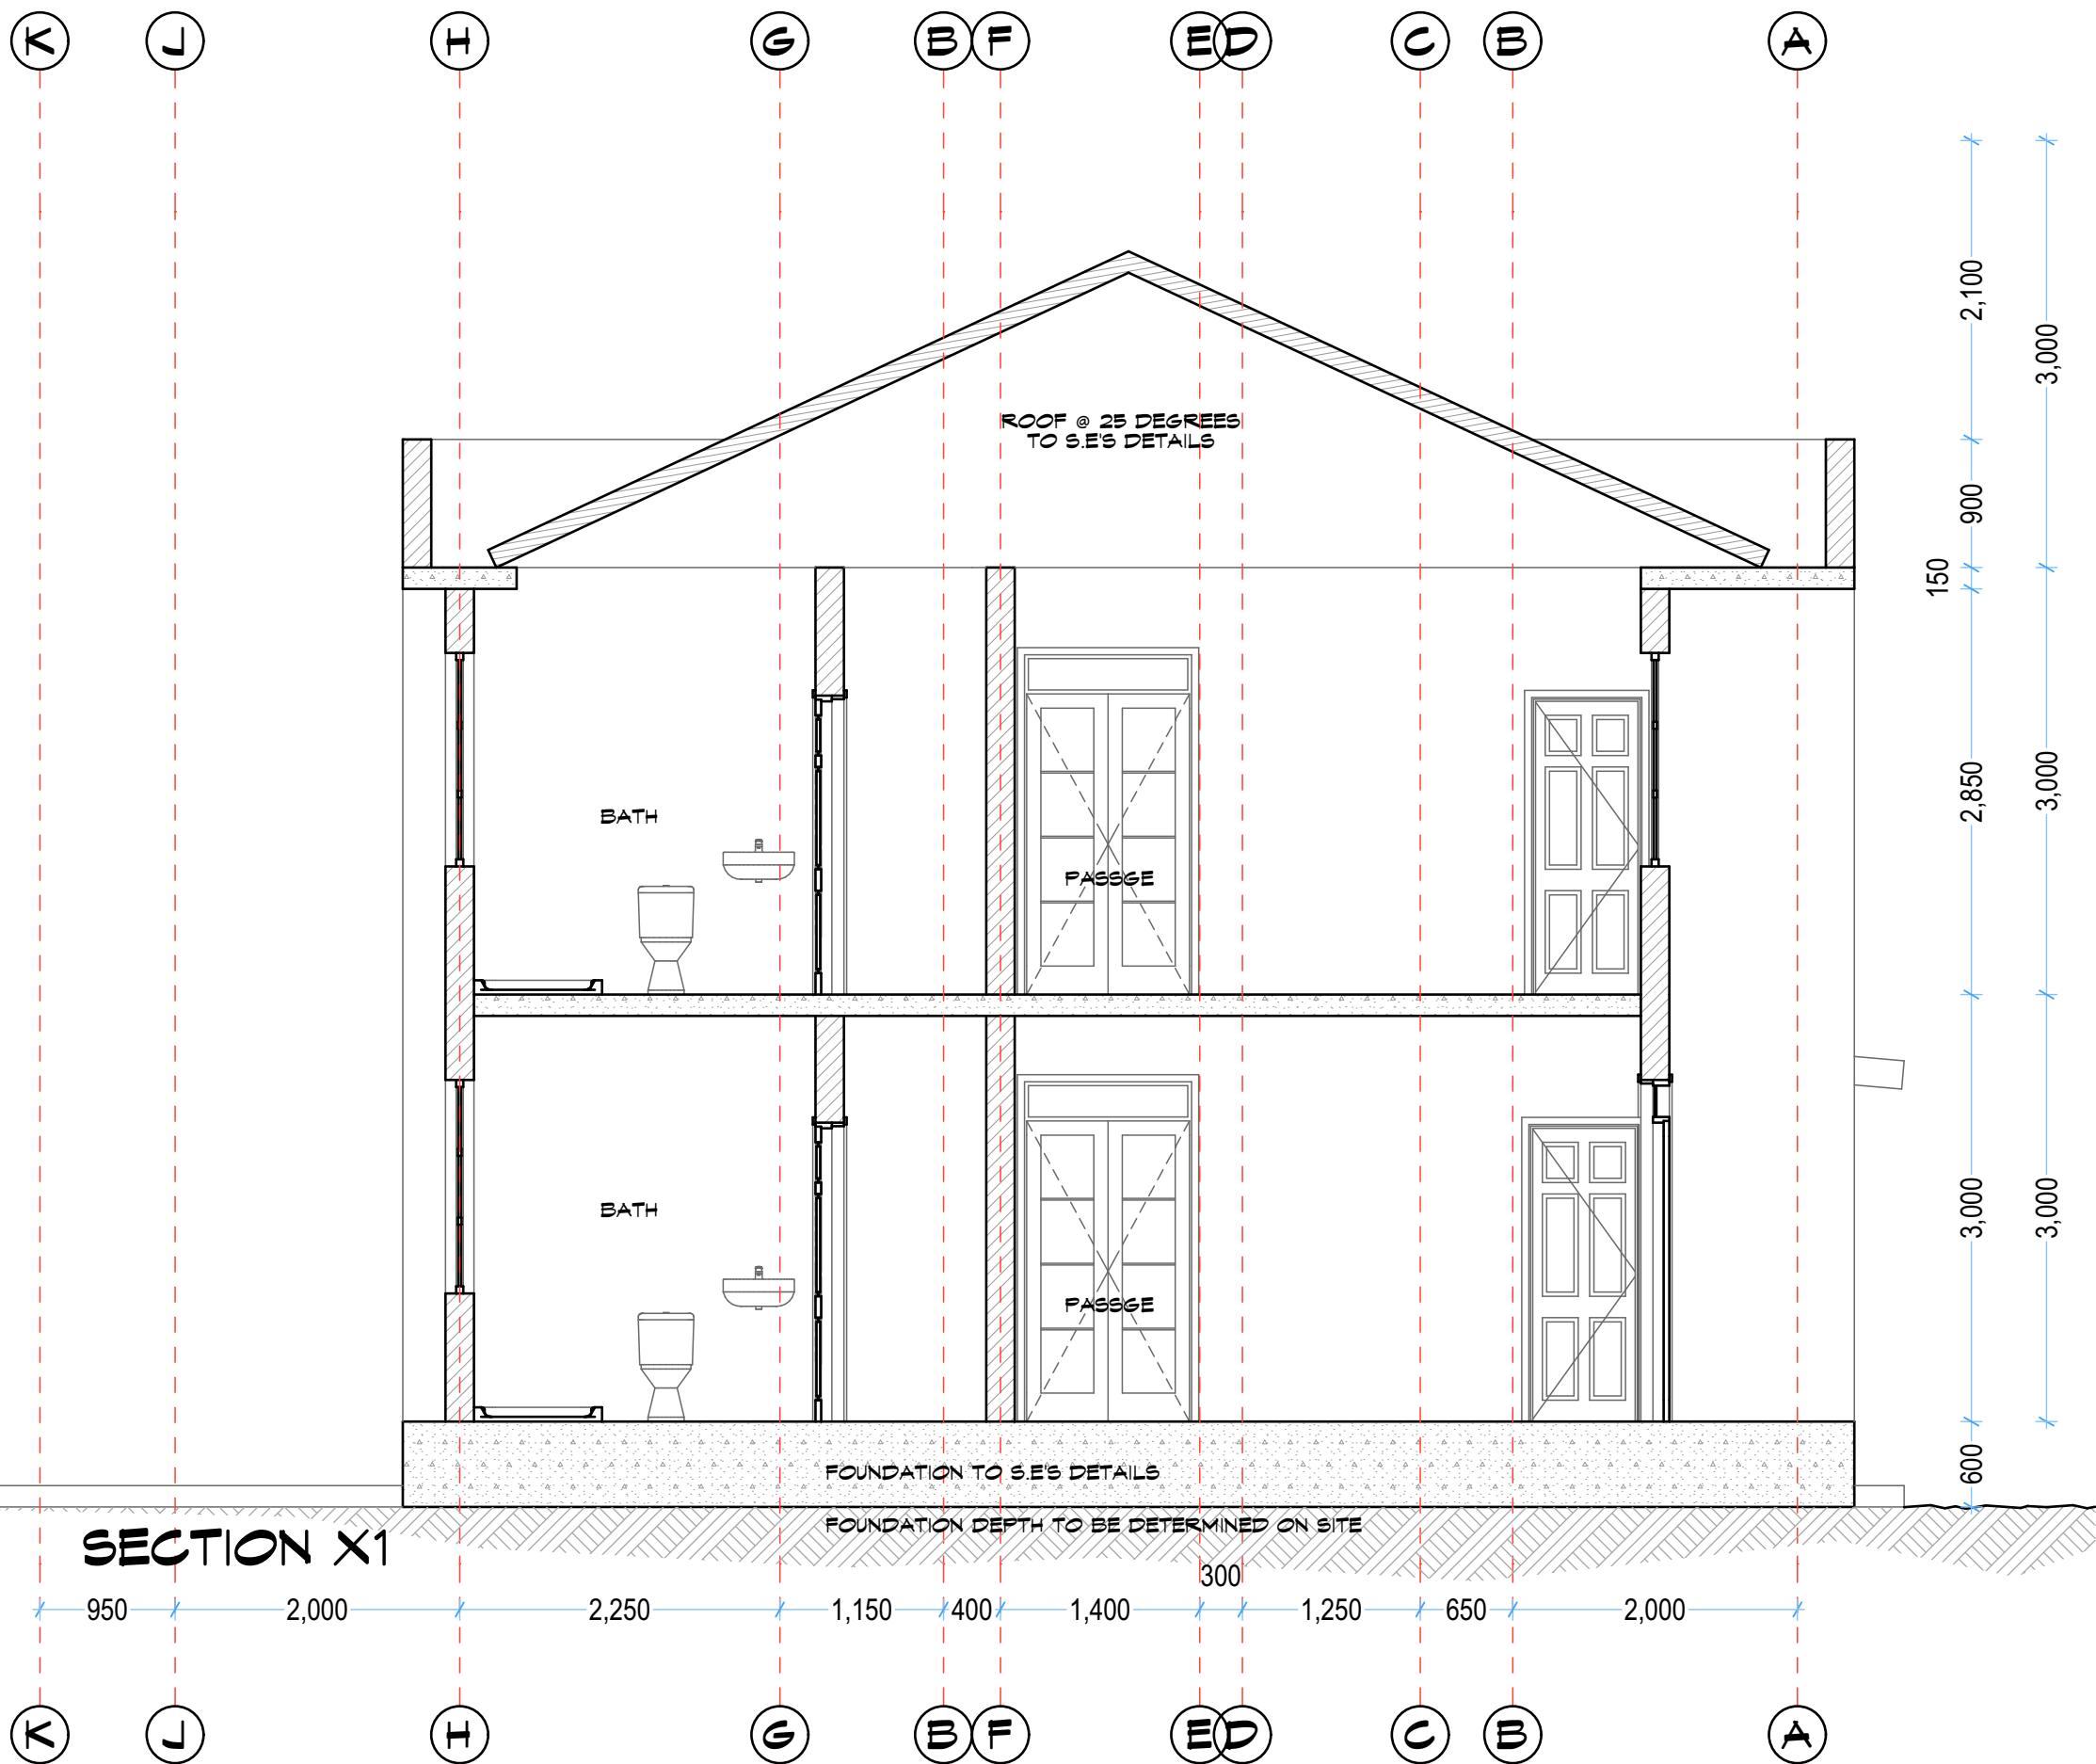 K J H G B F E D C B A
2,100
3,000
ROOF @ 25 DEGREES
TO S.E'S DETAILS
900
150
2,850
3,000
BATH
PASSGE
BATH
3,000
3,000
PASSGE
FOUNDATION TO S.E'S DETAILS
600
FOUNDATION DEPTH TO BE DETERMINED ON SITE
SECTION X1
300
950 2,000 2,250 1,150 400 1,400 1,250 650 2,000
K J H G B F E D C B A